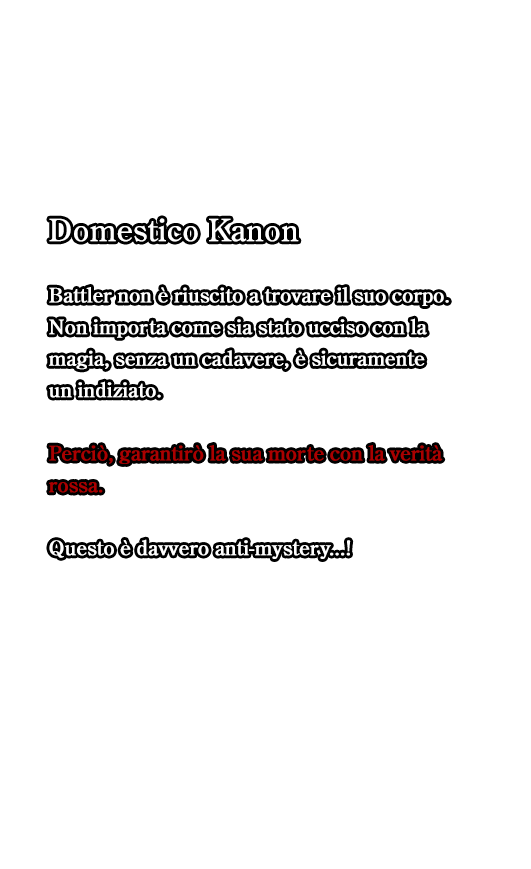 Domestico Kanon
Battler non è riuscito a trovare il suo corpo.
Non importa come sia stato ucciso con la
magia, senza un cadavere, è sicuramente
un indiziato.
Perciò, garantirò la sua morte con la verità
rossa.
Questo è davvero anti-mystery...!